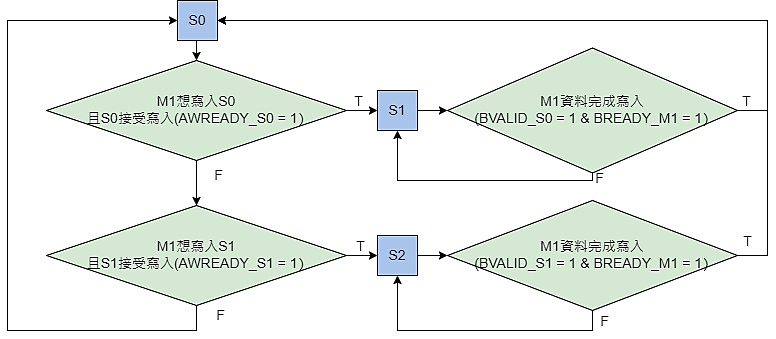 S0
M1想寫入S0
且S0接受寫入(AWREADY_S0 = 1)
T
S1
M1資料完成寫入
(BVALID_S0 = 1 & BREADY_M1 = 1)
T
F
F
M1想寫入S1
且S1接受寫入(AWREADY_S1 = 1)
T
S2
M1資料完成寫入
(BVALID_S1 = 1 & BREADY_M1 = 1)
T
F
F